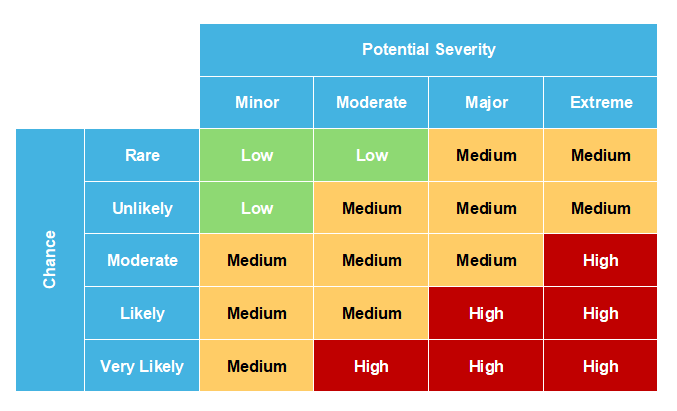 Potential Severity
Minor Moderate Major Extreme
Chance
Rare Low Low Medium Medium
Unlikely Low Medium Medium Medium
Moderate Medium Medium Medium High
Likely Medium Medium High High
Very Likely Medium High High High